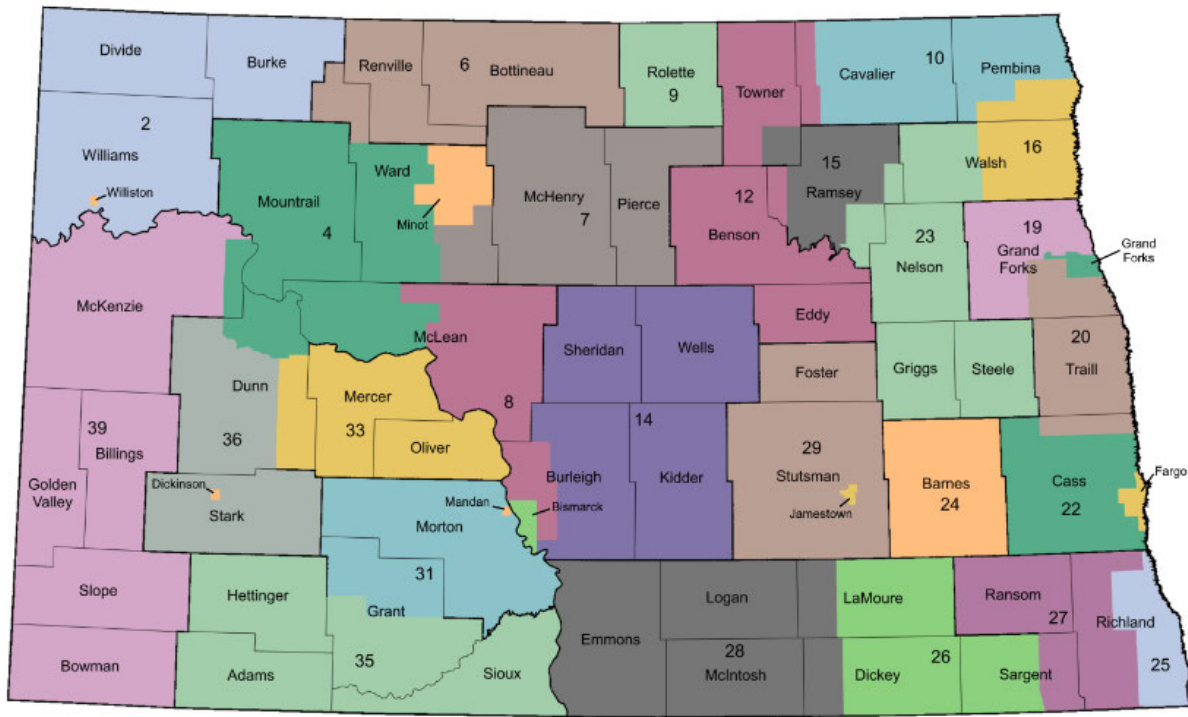 Divide
Burke
Renville
6
Bottineau
Rolette
9
Towner
Cavalier
10
Pembina
2
Williams
Williston
Mountrail
4
Ward
Minot
McHenry
7
Pierce
12
Benson
15
Ramsey
Walsh
16
23
Nelson
19
Grand
Forks
Grand
Forks
McKenzie
McLean
8
Sheridan
Wells
Eddy
Foster
Griggs
Steele
20
Traill
Dunn
36
Mercer
33
Oliver
39
Billings
Golden
Valley
Dickinson
Stark
Mandan
Morton
Bismarck
Burleigh
14
Kidder
29
Stutsman
Jamestown
Barnes
24
Cass
22
Fargo
Slope
Hettinger
31
Grant
Bowman
Adams
35
Sioux
Emmons
Logan
28
McIntosh
LaMoure
26
Dickey
Ransom
27
Sargent
Richland
25